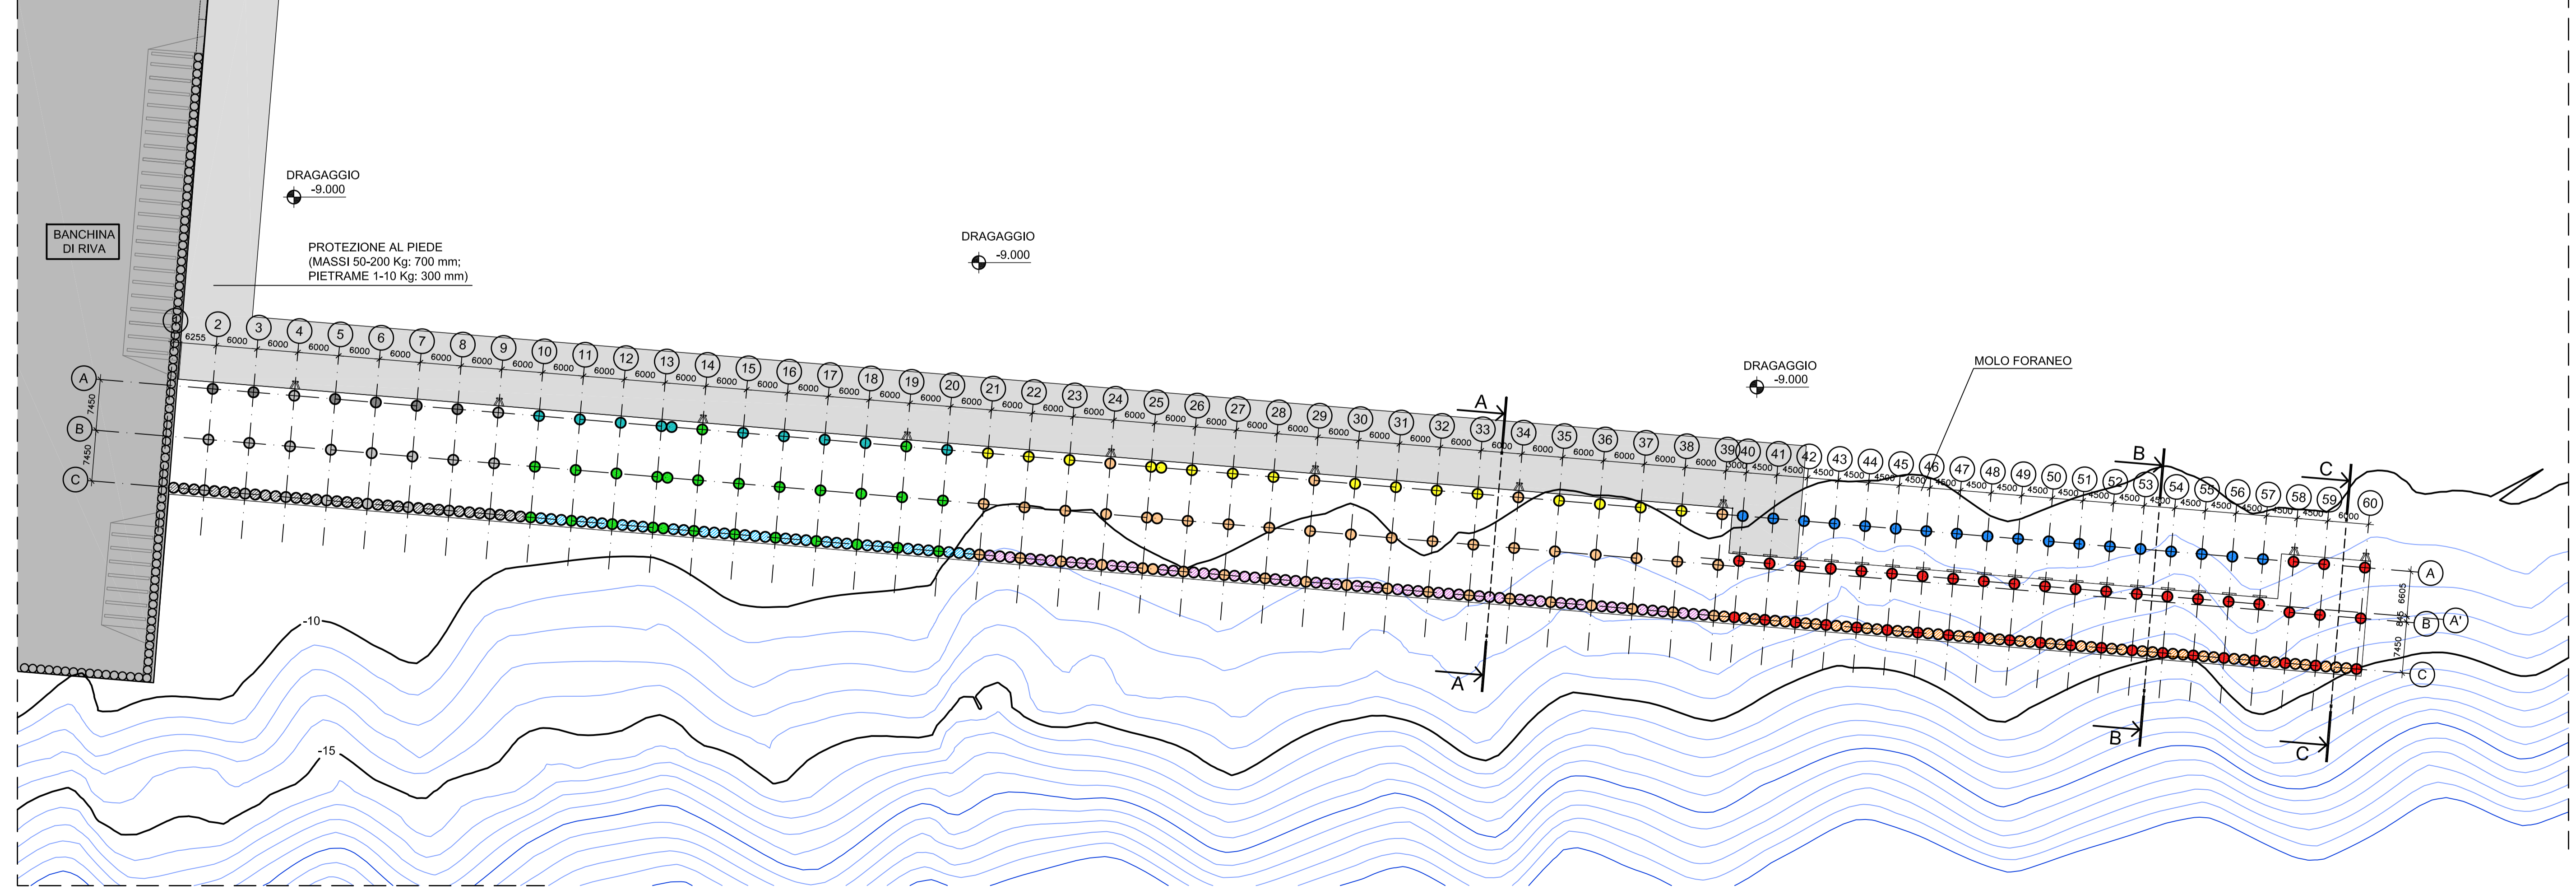 DRAGAGGIO
-9.000
BANCHINA
DI RIVA
PROTEZIONE AL PIEDE
(MASSI 50-200 Kg: 700 mm;
PIETRAME 1-10 Kg: 300 mm)
DRAGAGGIO
-9.000
DRAGAGGIO
-9.000
MOLO FORANEO
1 2 3 4 5 6 7 8 9 10 11 12 13 14 15 16 17 18 19 20 21 22 23 24 25 26 27 28 29 30 31 32 33 34 35 36 37 38 39 40 41 42 43 44 45 46 47 48 49 50 51 52 53 54 55 56 57 58 59 60
6255 6000 6000 6000 6000 6000 6000 6000 6000 6000 6000 6000 6000 6000 6000 6000 6000 6000 6000 6000 6000 6000 6000 6000 6000 6000 6000 6000 6000 6000 6000 6000 6000 6000 6000 6000 6000 6000 3000 4500 4500 4500 4500 4500 4500 4500 4500 4500 4500 4500 4500 4500 4500 4500 4500 4500 4500 4500 6000
A
7450
B
7450
C
A
A
B
B
C
C
A
6605
845
B
A'
7450
C
-10
-15